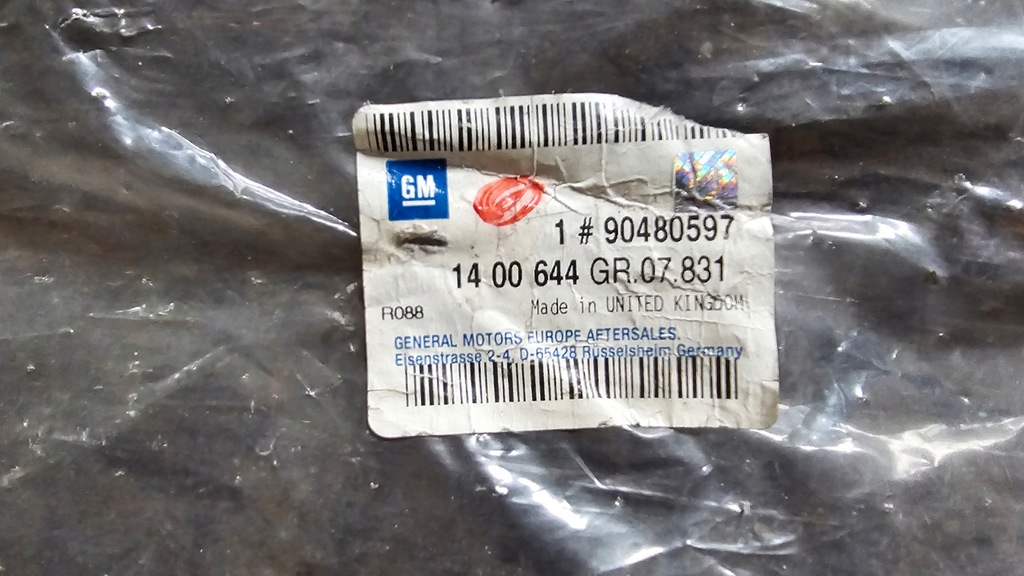 GM
1 # 90480597
14 00 644 GR.07.831
Made in UNITED KINGDOM
R088
GENERAL MOTORS EUROPE AFTERSALES.
Eisenstrasse 2-4, D-65428 Rüsselsheim Germany